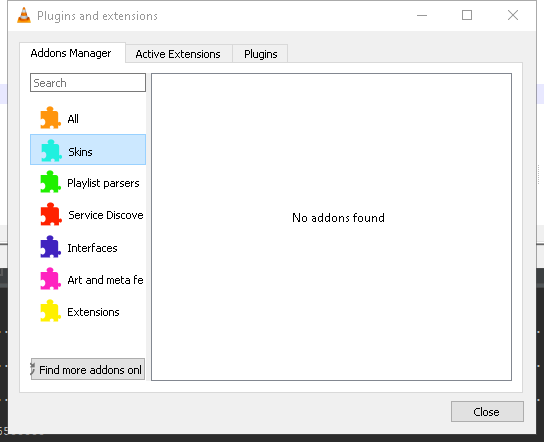 Plugins and extensions
Addons Manager
Active Extensions
Plugins
Search
All
Skins
Playlist parsers
Service Discove
Interfaces
Art and meta fe
Extensions
No addons found
Find more addons onl
Close